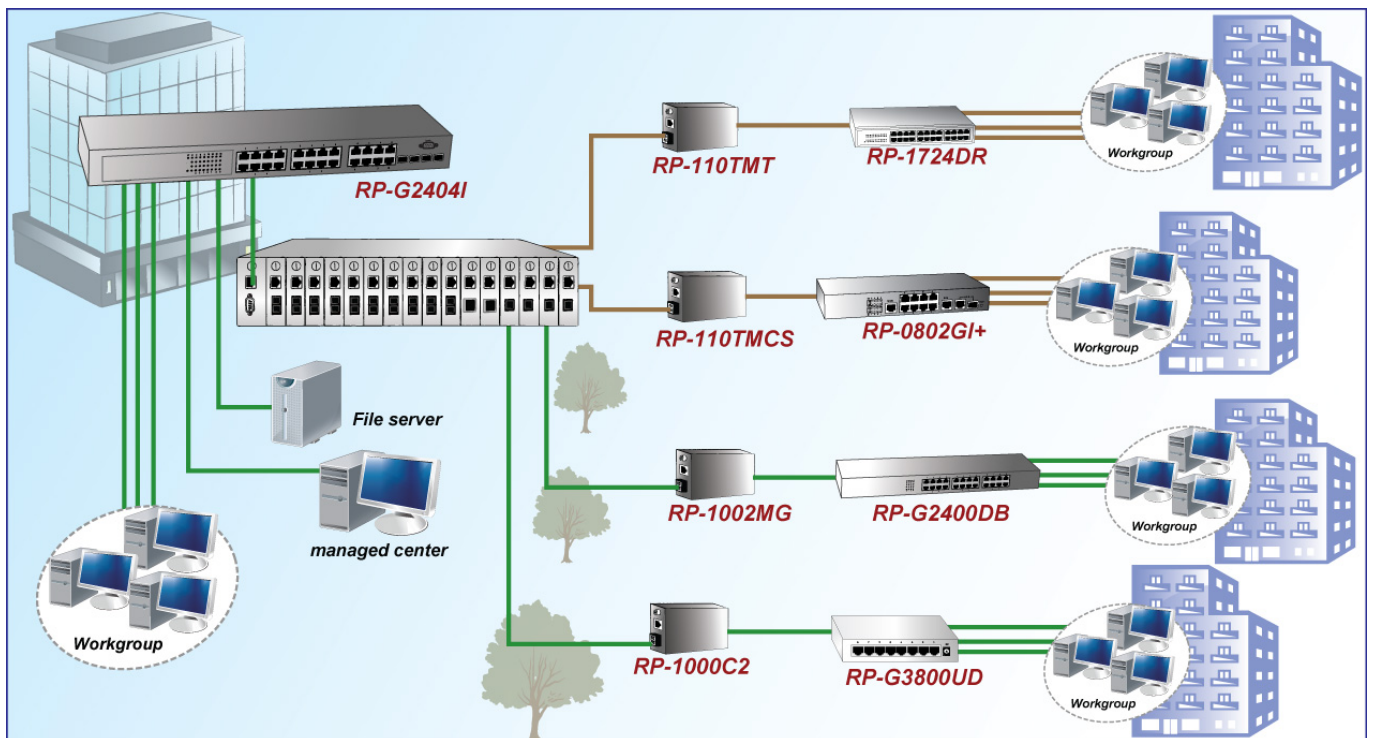 RP-G2404I
RP-110TMT
RP-1724DR
Workgroup
RP-110TMCS
RP-0802GI+
Workgroup
File server
managed center
RP-1002MG
RP-G2400DB
Workgroup
Workgroup
RP-1000C2
RP-G3800UD
Workgroup